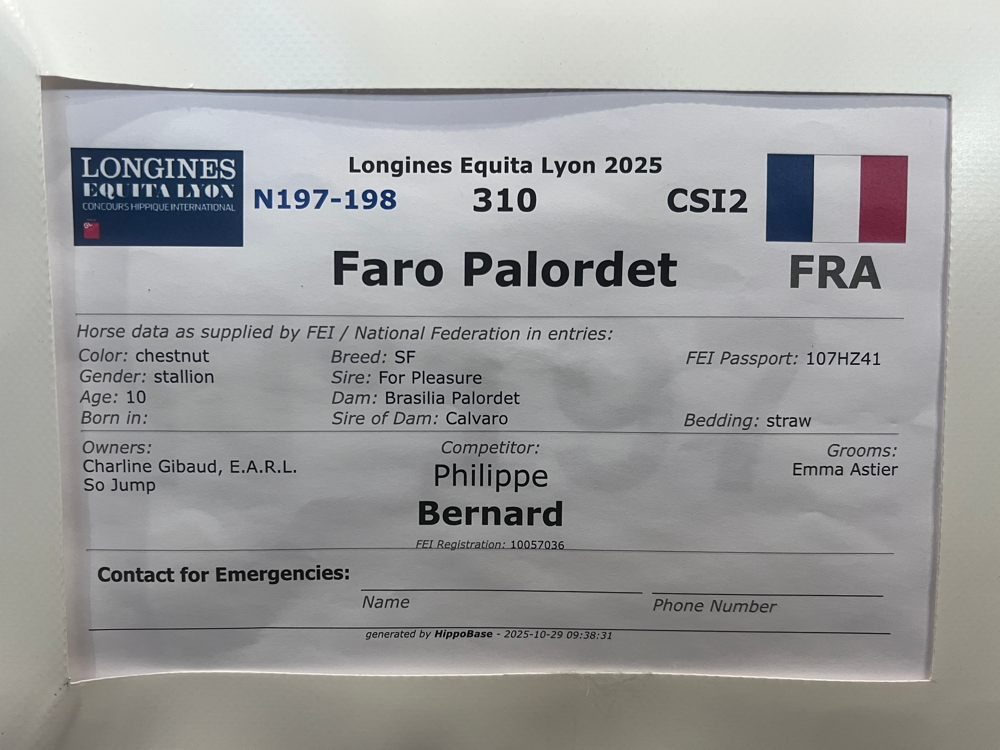 LONGINES
EQUITA LYON
CONCOURS HIPPIQUE INTERNATIONAL
Longines Equita Lyon 2025
N197-198 310 CSI2
Faro Palordet FRA
Horse data as supplied by FEI / National Federation in entries:
Color: chestnut Breed: SF FEI Passport: 107HZ41
Gender: stallion Sire: For Pleasure
Age: 10 Dam: Brasilia Palordet
Born in: Sire of Dam: Calvaro Bedding: straw
Owners: Competitor: Grooms:
Charline Gibaud, E.A.R.L. Philippe Emma Astier
So Jump
Bernard
FEI Registration: 10057036
Contact for Emergencies:
Name Phone Number
generated by HippoBase - 2025-10-29 09:38:31